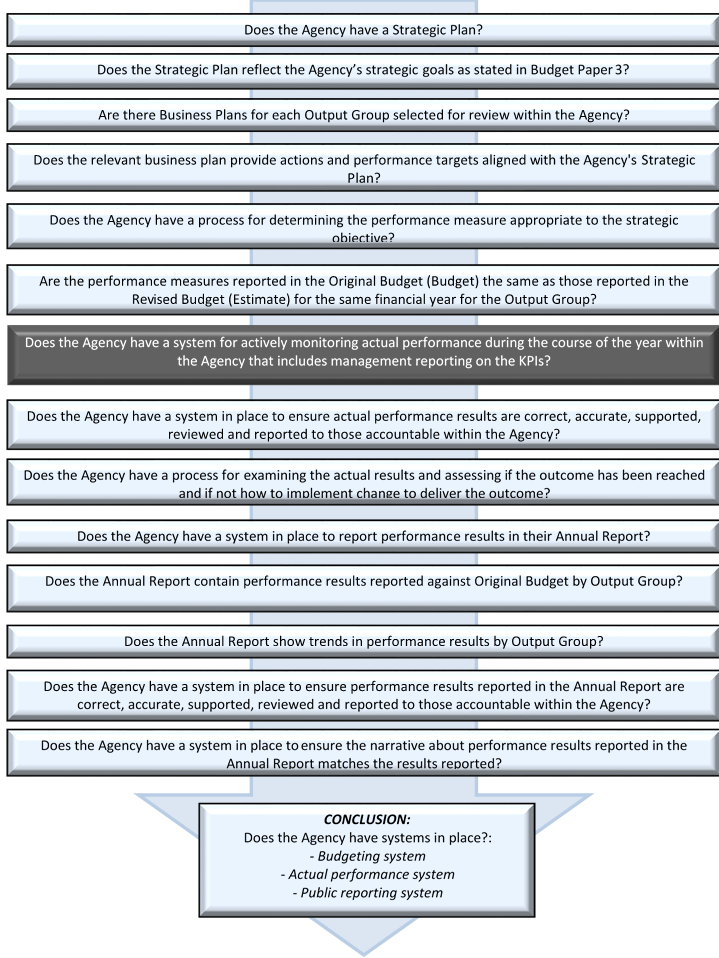 Does the Agency have a Strategic Plan?
Does the Strategic Plan reflect the Agency’s strategic goals as stated in Budget Paper 3?
Are there Business Plans for each Output Group selected for review within the Agency?
Does the relevant business plan provide actions and performance targets aligned with the Agency's Strategic
Plan?
Does the Agency have a process for determining the performance measure appropriate to the strategic
objective?
Are the performance measures reported in the Original Budget (Budget) the same as those reported in the
Revised Budget (Estimate) for the same financial year for the Output Group?
Does the Agency have a system for actively monitoring actual performance during the course of the year within
the Agency that includes management reporting on the KPIs?
Does the Agency have a system in place to ensure actual performance results are correct, accurate, supported,
reviewed and reported to those accountable within the Agency?
Does the Agency have a process for examining the actual results and assessing if the outcome has been reached
and if not how to implement change to deliver the outcome?
Does the Agency have a system in place to report performance results in their Annual Report?
Does the Annual Report contain performance results reported against Original Budget by Output Group?
Does the Annual Report show trends in performance results by Output Group?
Does the Agency have a system in place to ensure performance results reported in the Annual Report are
correct, accurate, supported, reviewed and reported to those accountable within the Agency?
Does the Agency have a system in place to ensure the narrative about performance results reported in the
Annual Report matches the results reported?
CONCLUSION:
Does the Agency have systems in place?:
- Budgeting system
- Actual performance system
- Public reporting system